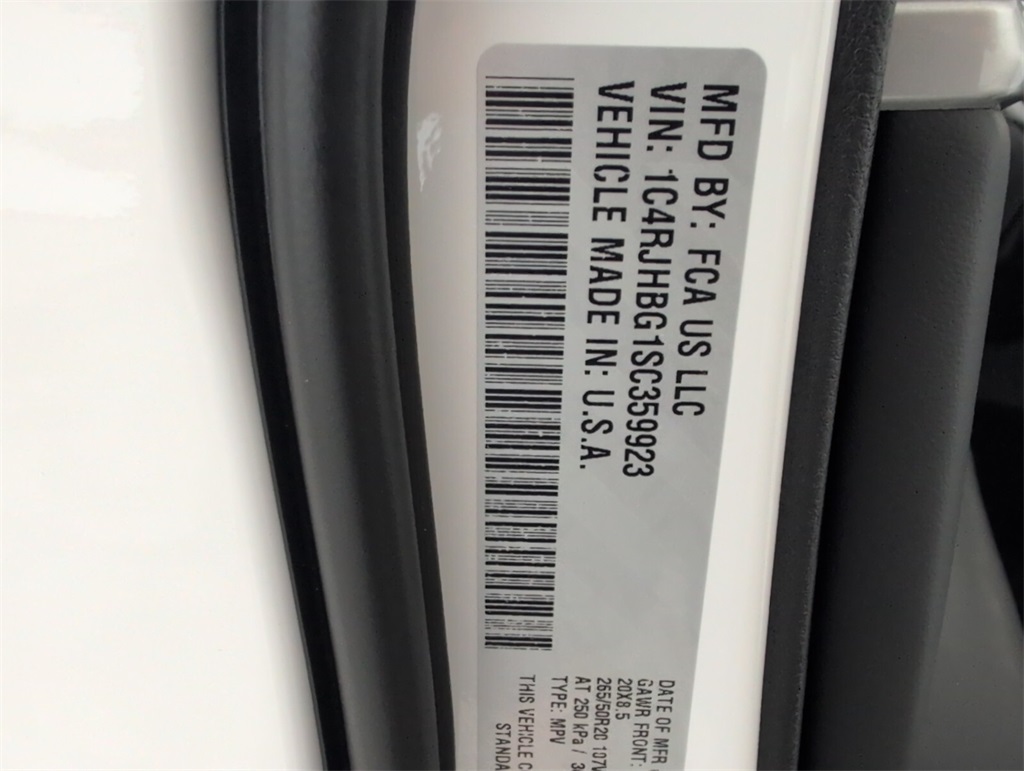 MFD BY: FCA US LLC
VIN: 1C4RJHBG1SC359923
VEHICLE MADE IN: U.S.A.
DATE OF MFR
GAWR FRONT:
20X8.5
265/50R20 107V
AT 250 kPa /
TYPE: MPV
THIS VEHICLE C
STANDA